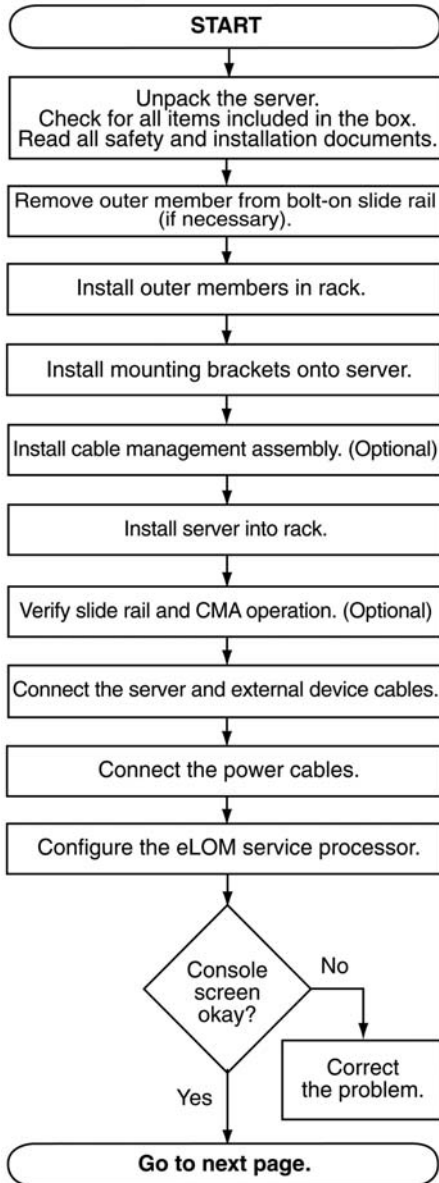 START
Unpack the server.
Check for all items included in the box.
Read all safety and installation documents.
Remove outer member from bolt-on slide rail
(if necessary).
Install outer members in rack.
Install mounting brackets onto server.
Install cable management assembly. (Optional)
Install server into rack.
Verify slide rail and CMA operation. (Optional)
Connect the server and external device cables.
Connect the power cables.
Configure the eLOM service processor.
Console
screen
okay?
No
Correct
the problem.
Yes
Go to next page.